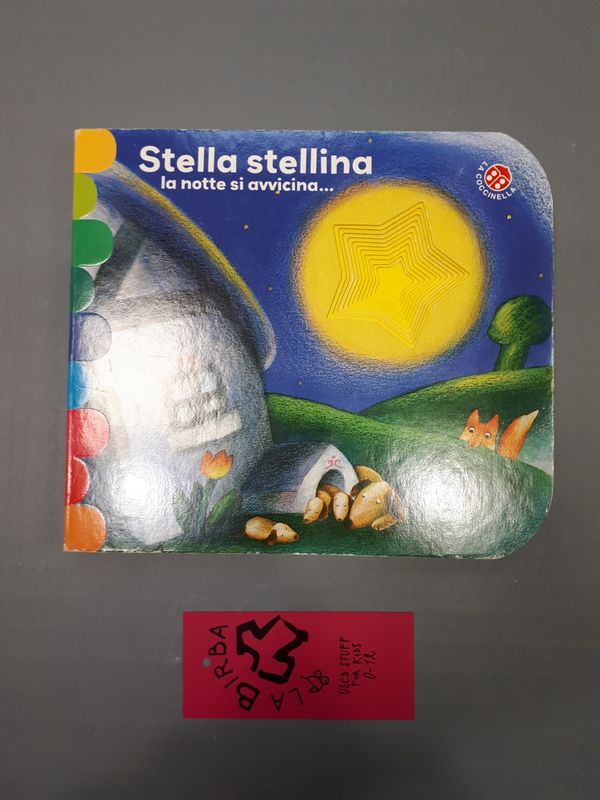 Stella stellina
la notte si avvicina...
LA COCCINELLA
LA BIRBA
USED STUFF
FOR KIDS
0-12